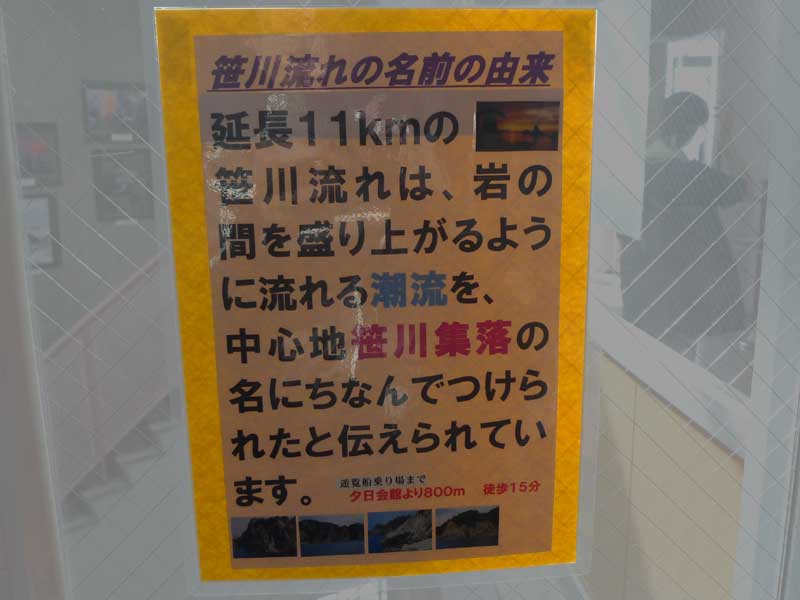 笹川流れの名前の由来
延長11kmの
笹川流れは、岩の
間を盛り上がるよう
に流れる潮流を、
中心地笹川集落の
名にちなんでつけら
れたと伝えられてい
ます。
遊覧船乗り場まで
夕日会館より800m 徒歩15分